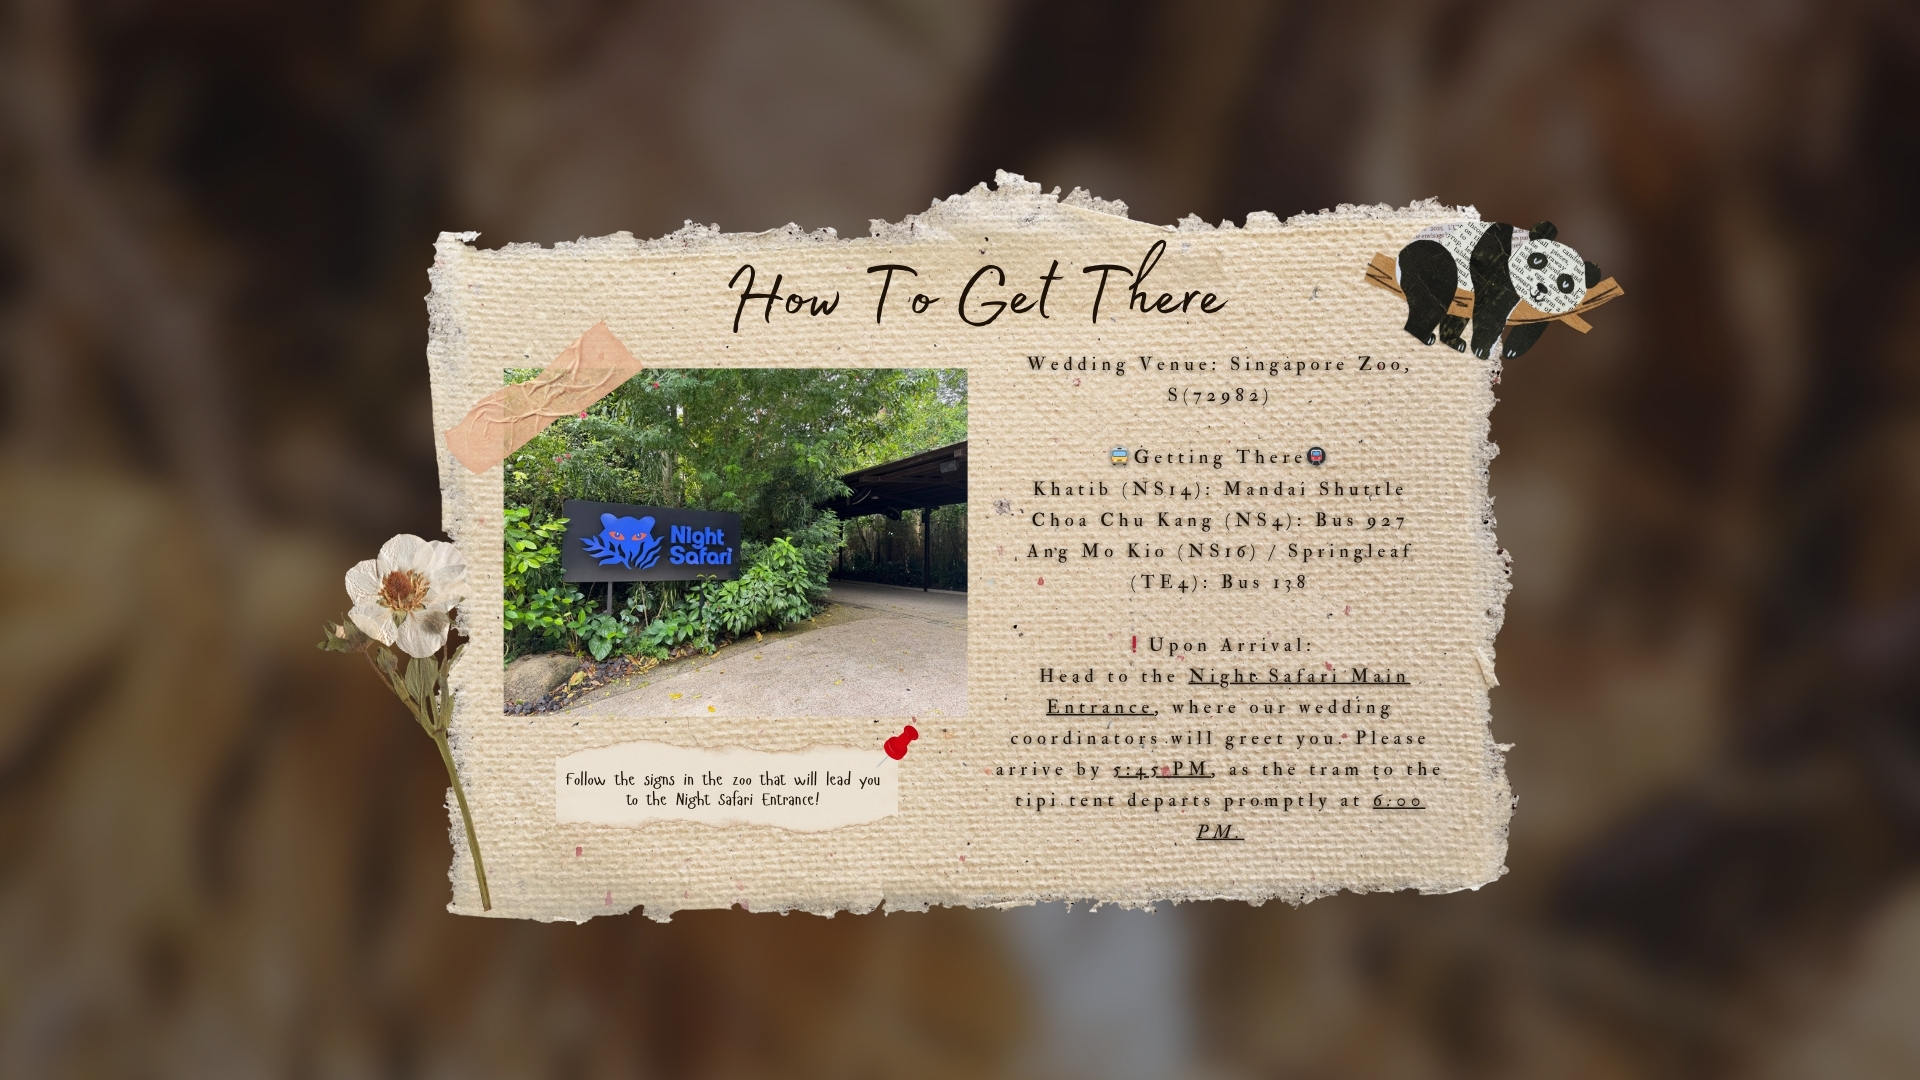 How To Get There
Night
Safari
Follow the signs in the zoo that will lead you
to the Night Safari Entrance!
Wedding Venue: Singapore Zoo,
S(72982)
🚋Getting There🚇
Khatib (NS14): Mandai Shuttle
Choa Chu Kang (NS4): Bus 927
Ang Mo Kio (NS16) / Springleaf
(TE4): Bus 138
❗Upon Arrival:
Head to the Night Safari Main
Entrance, where our wedding
coordinators will greet you. Please
arrive by 5:45 PM, as the tram to the
tipi tent departs promptly at 6:00
PM.